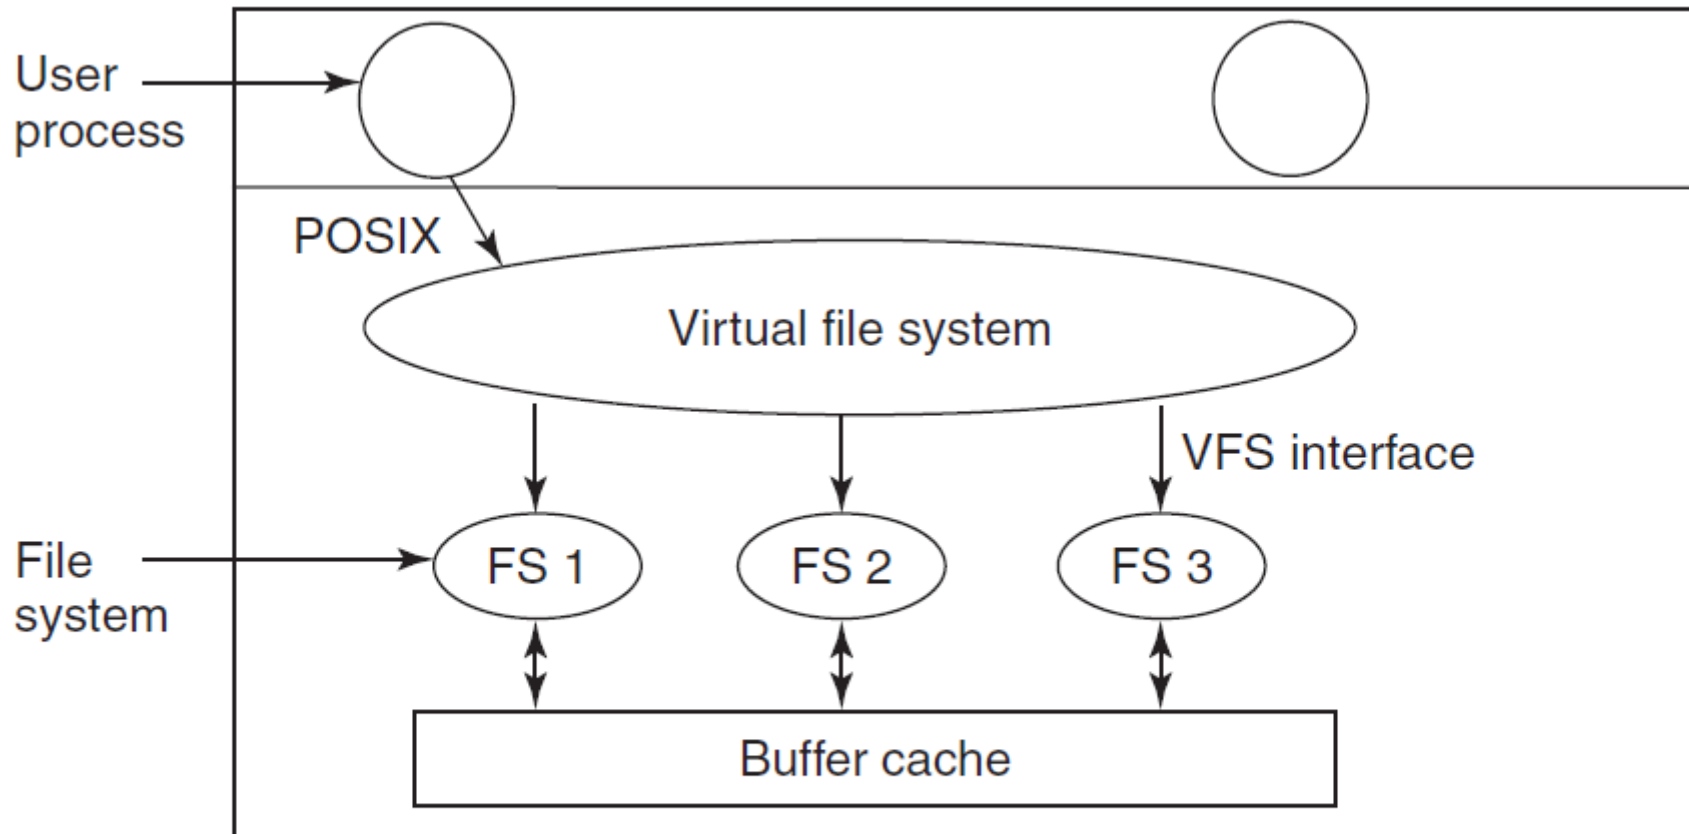 User
process
POSIX
Virtual file system
VFS interface
File
system
FS 1
FS 2
FS 3
Buffer cache